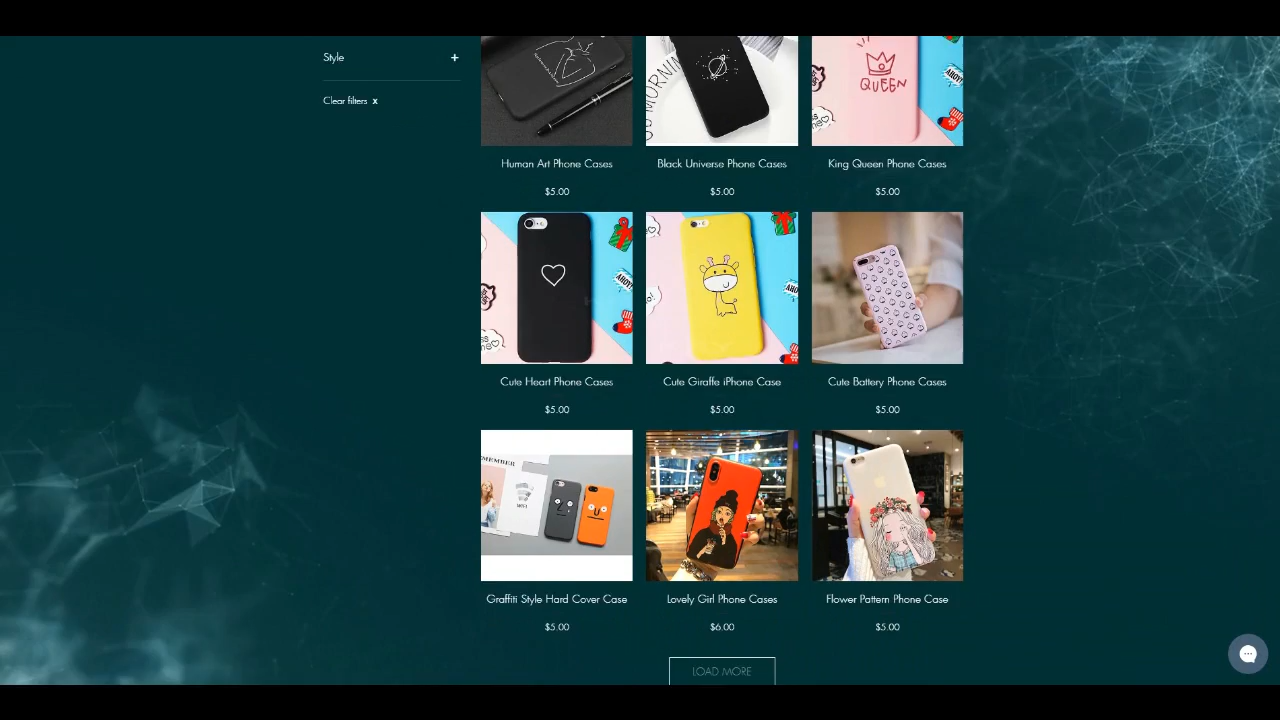 Style +
Clear filters x
MORNIN
QUEEN
AHOY!
Human Art Phone Cases
Black Universe Phone Cases
King Queen Phone Cases
$5.00
$5.00
$5.00
Cute Heart Phone Cases
Cute Giraffe iPhone Case
Cute Battery Phone Cases
$5.00
$5.00
$5.00
Graffiti Style Hard Cover Case
Lovely Girl Phone Cases
Flower Pattern Phone Case
$5.00
$6.00
$5.00
LOAD MORE